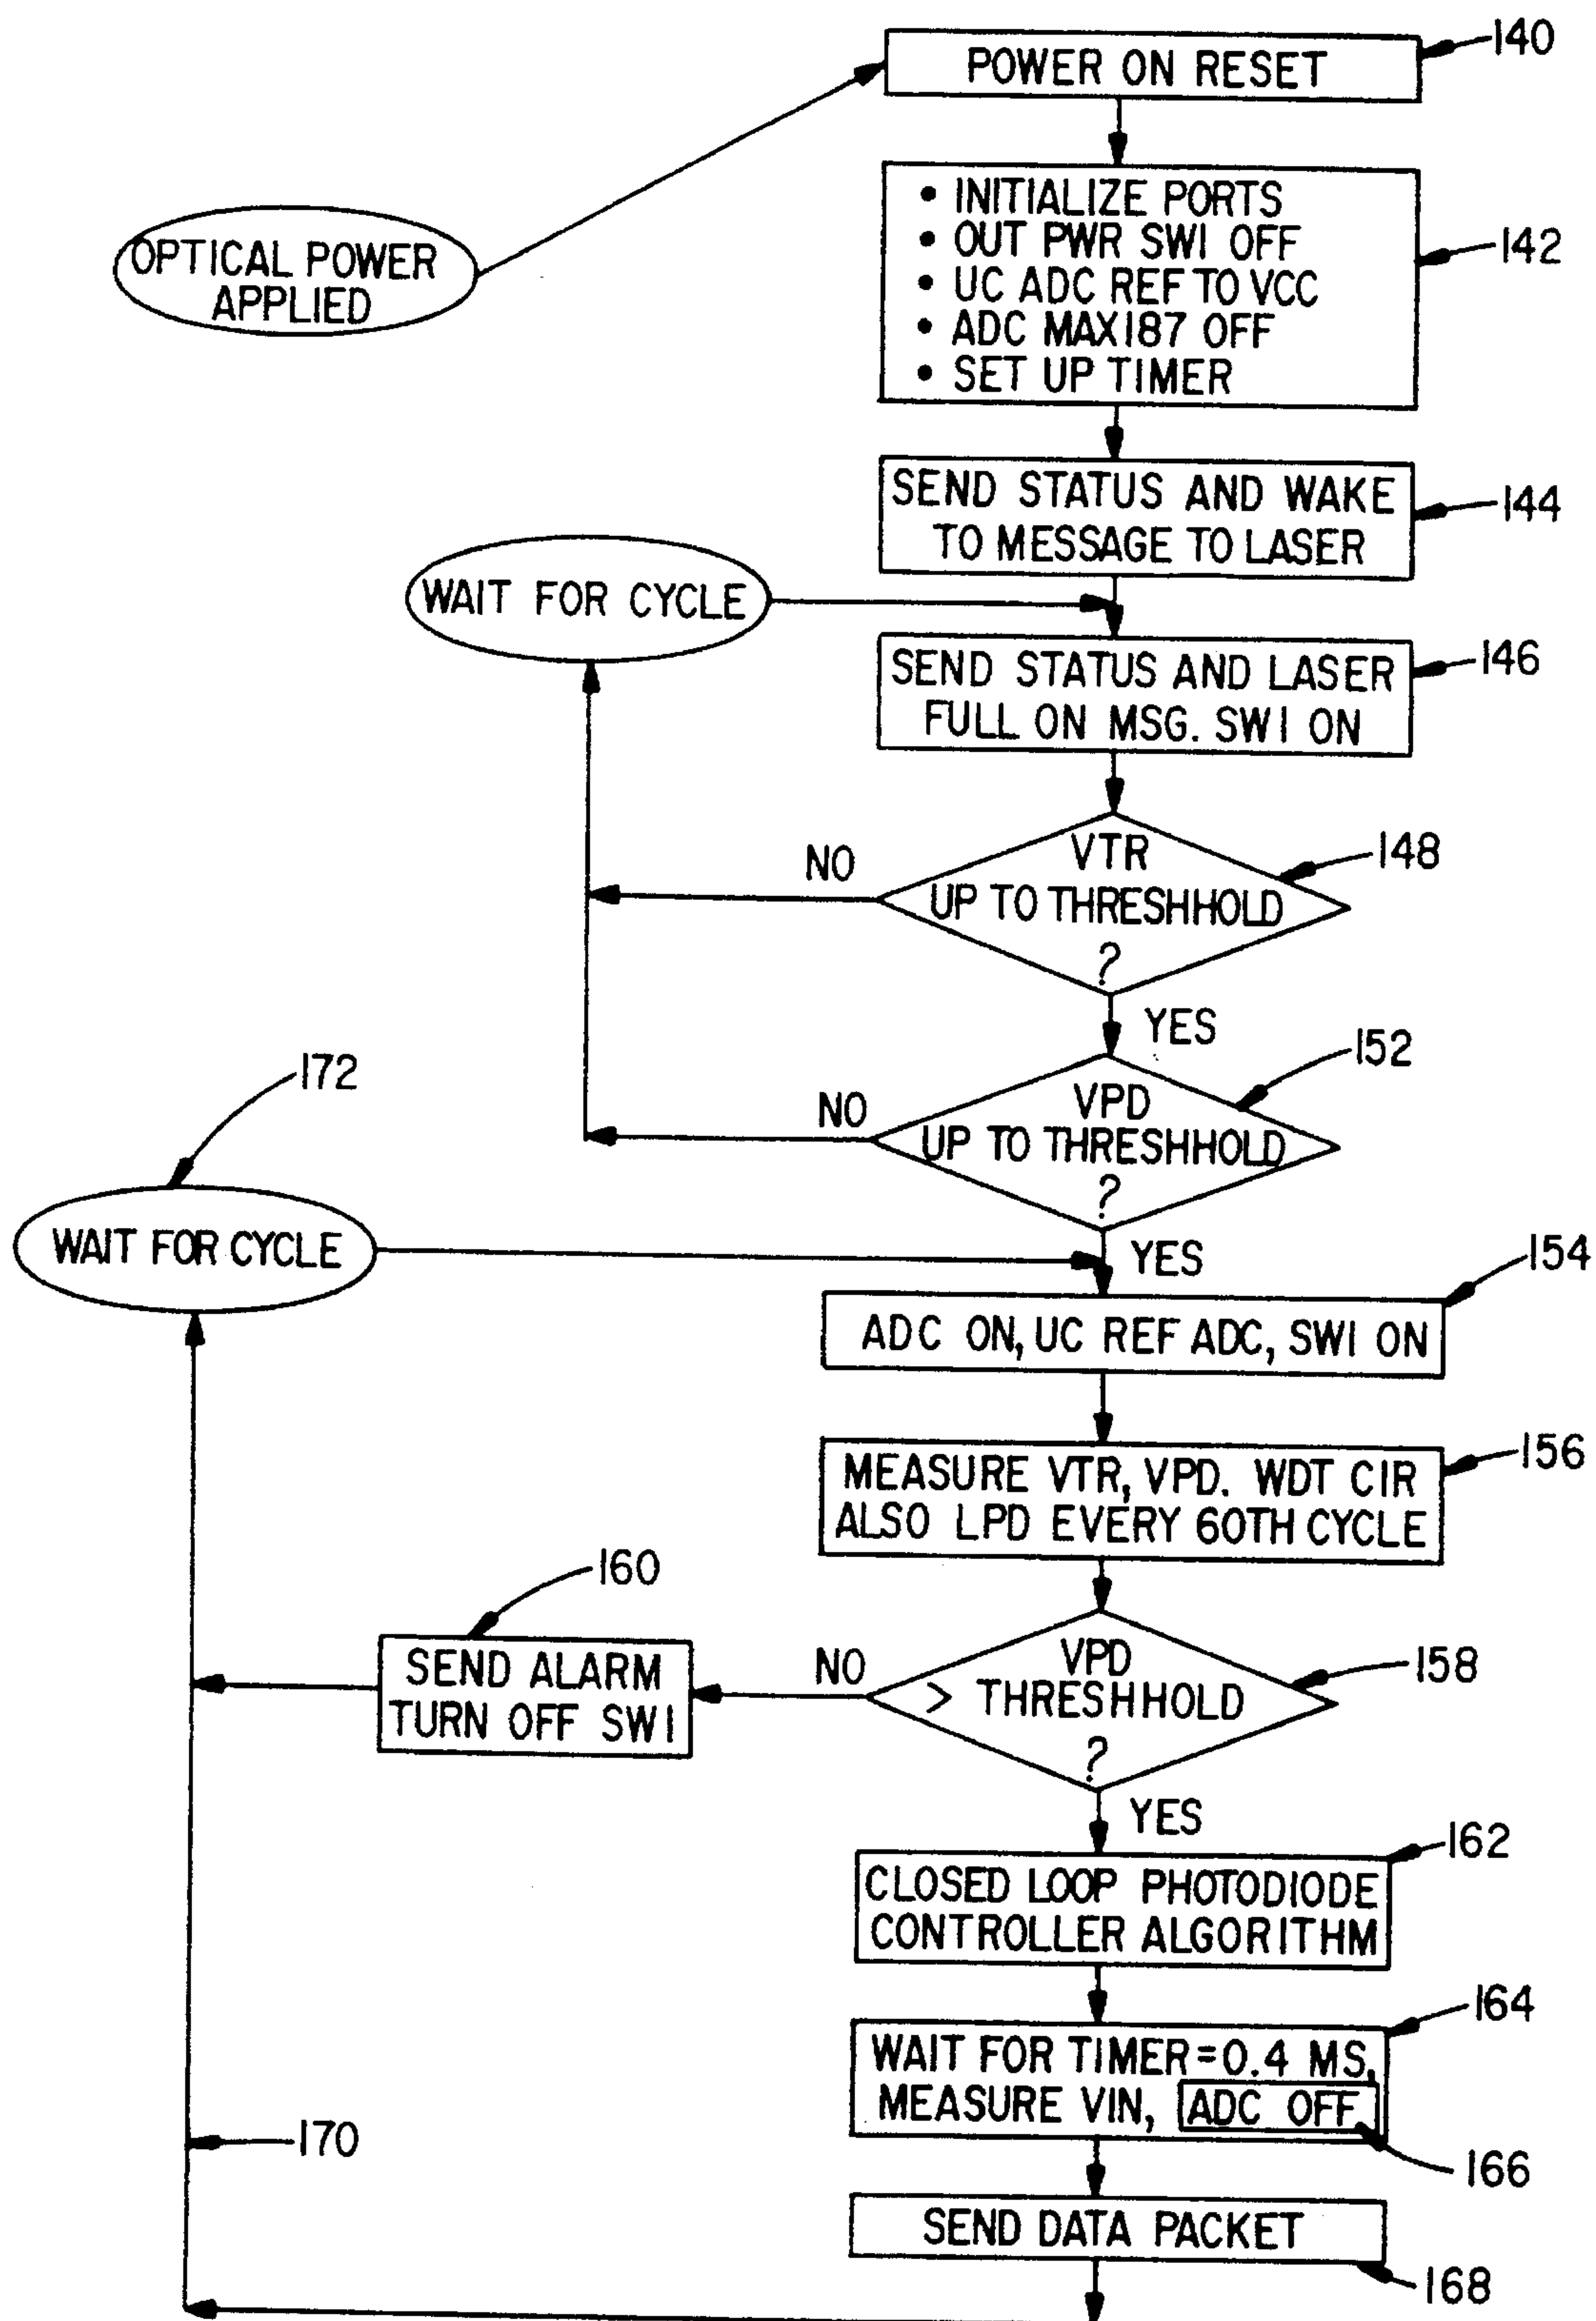 140
POWER ON RESET
• INITIALIZE PORTS
• OUT PWR SWI OFF
• UC ADC REF TO VCC
• ADC MAX187 OFF
• SET UP TIMER
142
OPTICAL POWER
APPLIED
SEND STATUS AND WAKE
TO MESSAGE TO LASER
144
WAIT FOR CYCLE
SEND STATUS AND LASER
FULL ON MSG. SWI ON
146
VTR
UP TO THRESHHOLD
?
148
NO
YES
VPD
UP TO THRESHHOLD
?
152
NO
YES
172
WAIT FOR CYCLE
154
ADC ON, UC REF ADC, SWI ON
MEASURE VTR, VPD. WDT CIR
ALSO LPD EVERY 60TH CYCLE
156
VPD
> THRESHHOLD
?
158
NO
160
SEND ALARM
TURN OFF SWI
YES
162
CLOSED LOOP PHOTODIODE
CONTROLLER ALGORITHM
164
WAIT FOR TIMER=0.4 MS,
MEASURE VIN, ADC OFF
166
170
SEND DATA PACKET
168